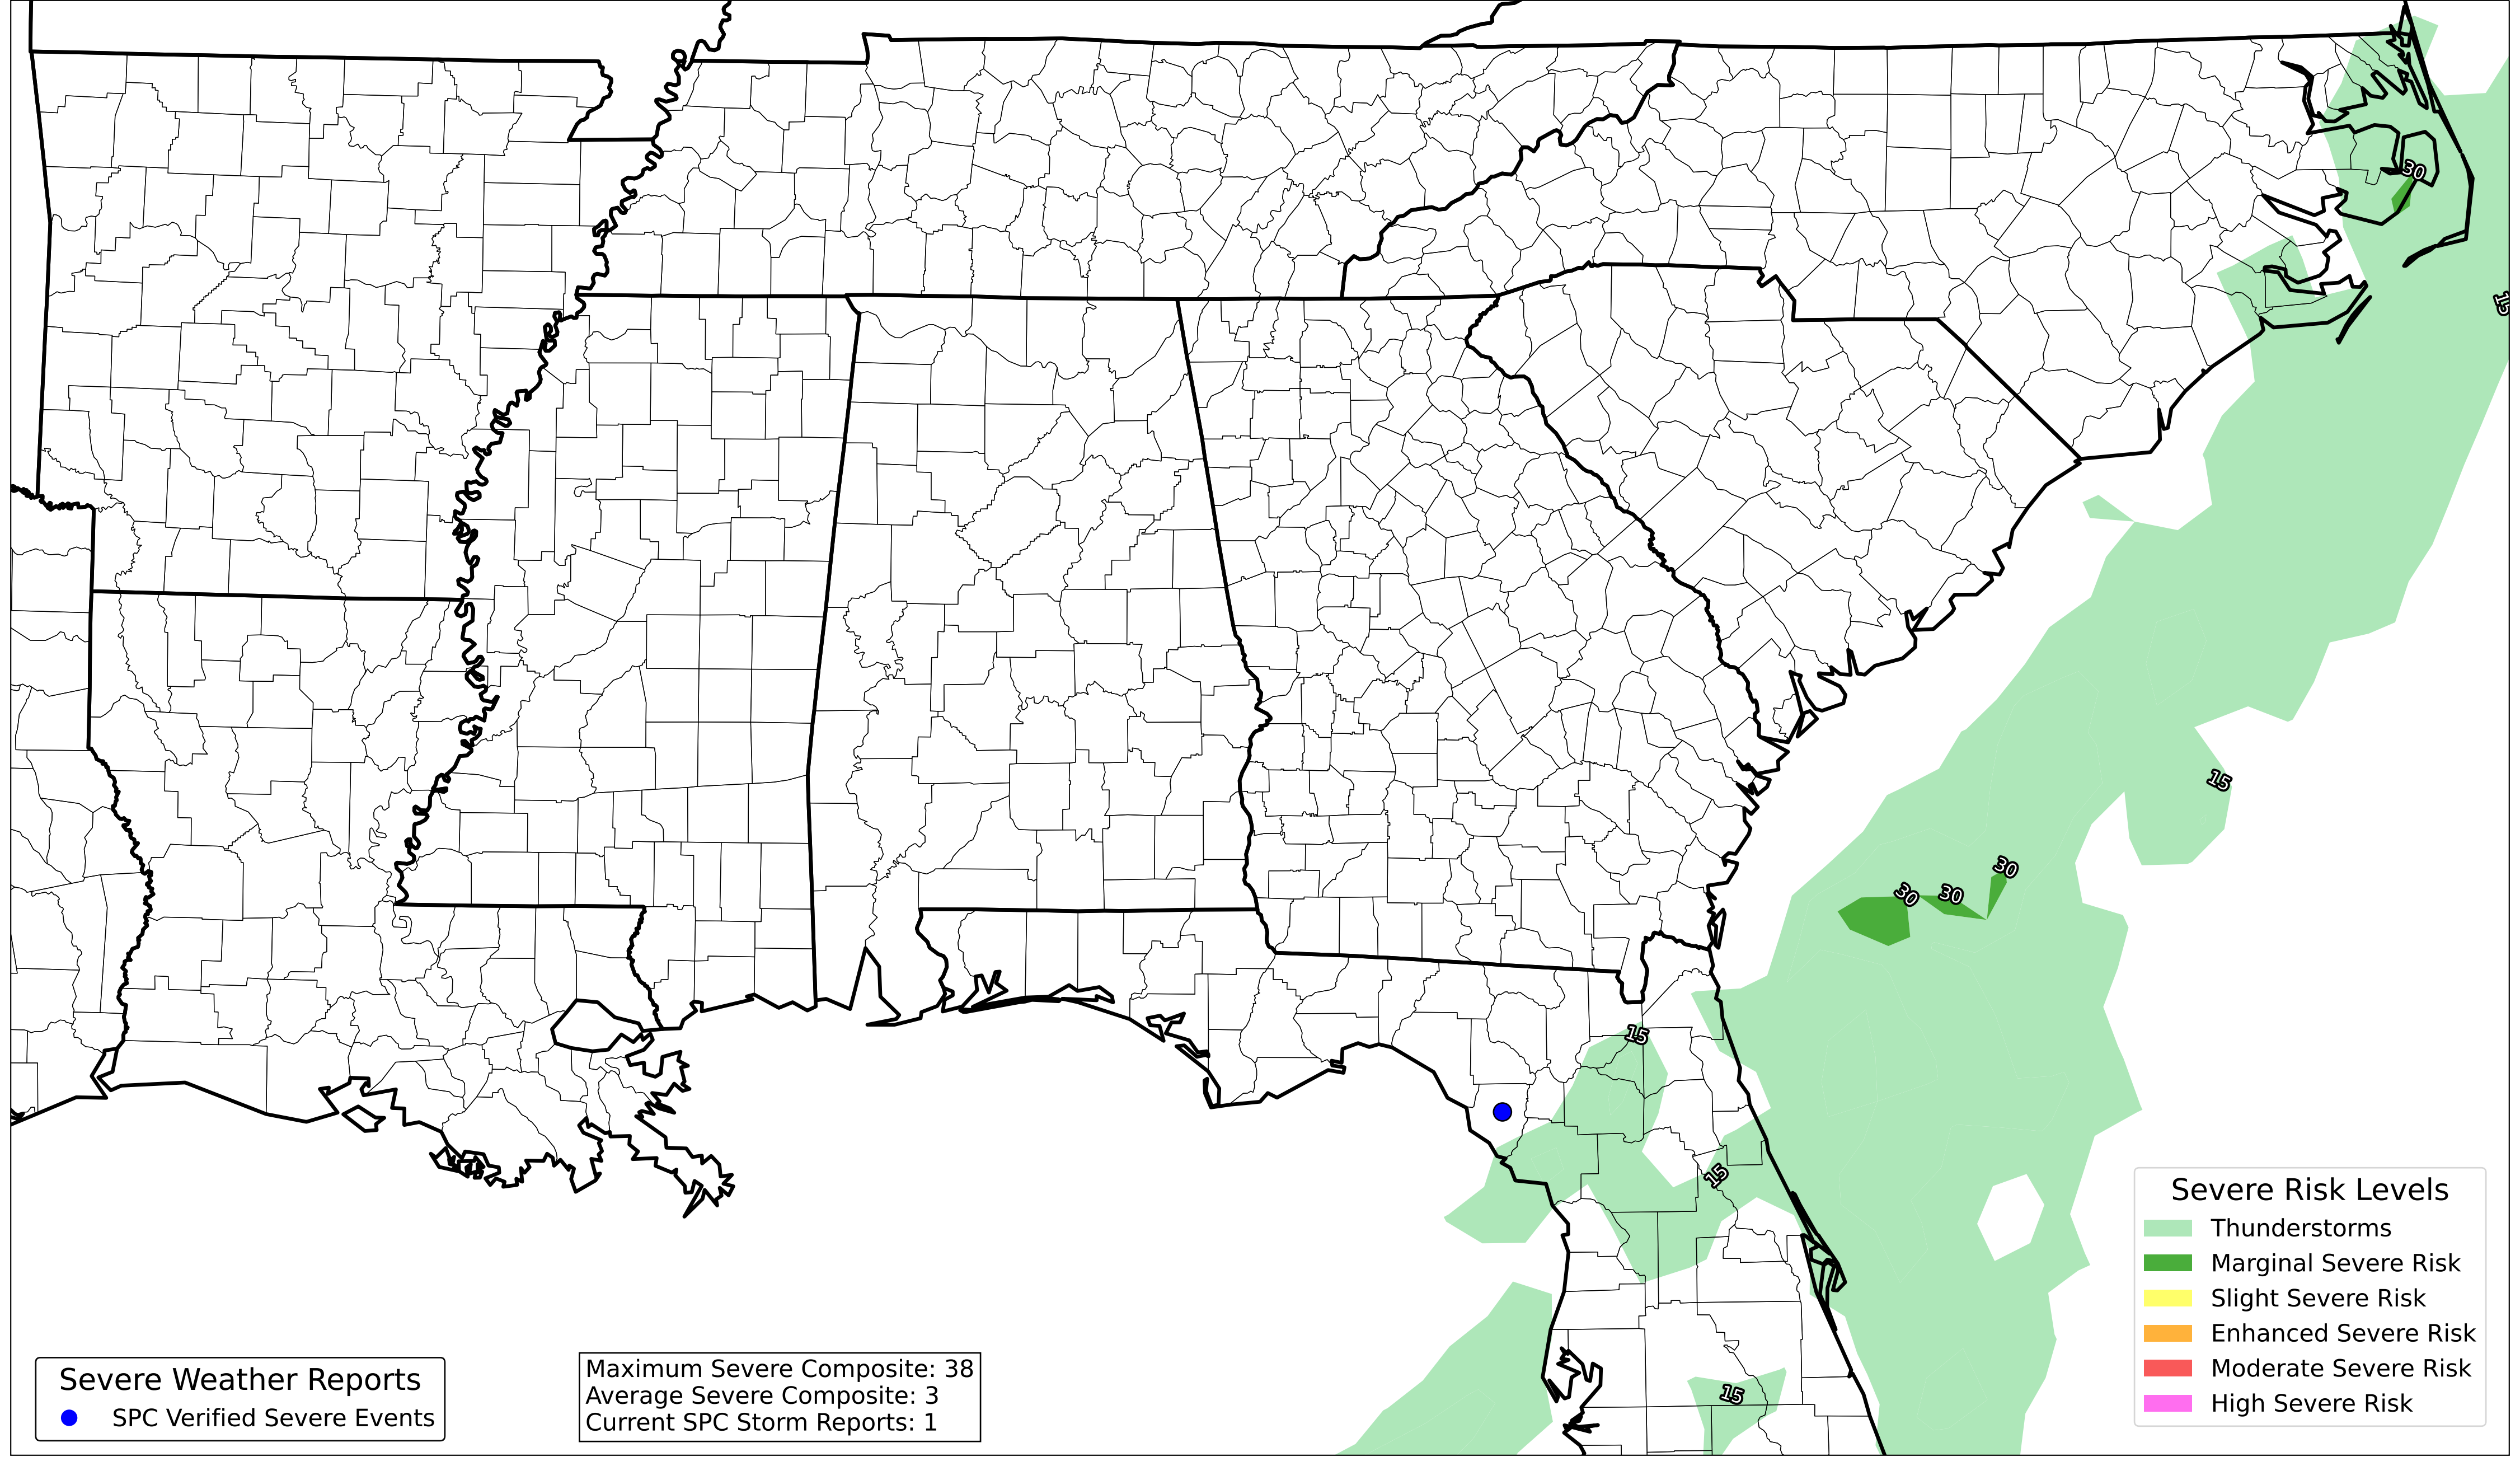 30
15
15
30
30
30
15
15
15
Severe Risk Levels
Thunderstorms
Marginal Severe Risk
Slight Severe Risk
Enhanced Severe Risk
Moderate Severe Risk
High Severe Risk
Severe Weather Reports
SPC Verified Severe Events
Maximum Severe Composite: 38
Average Severe Composite: 3
Current SPC Storm Reports: 1